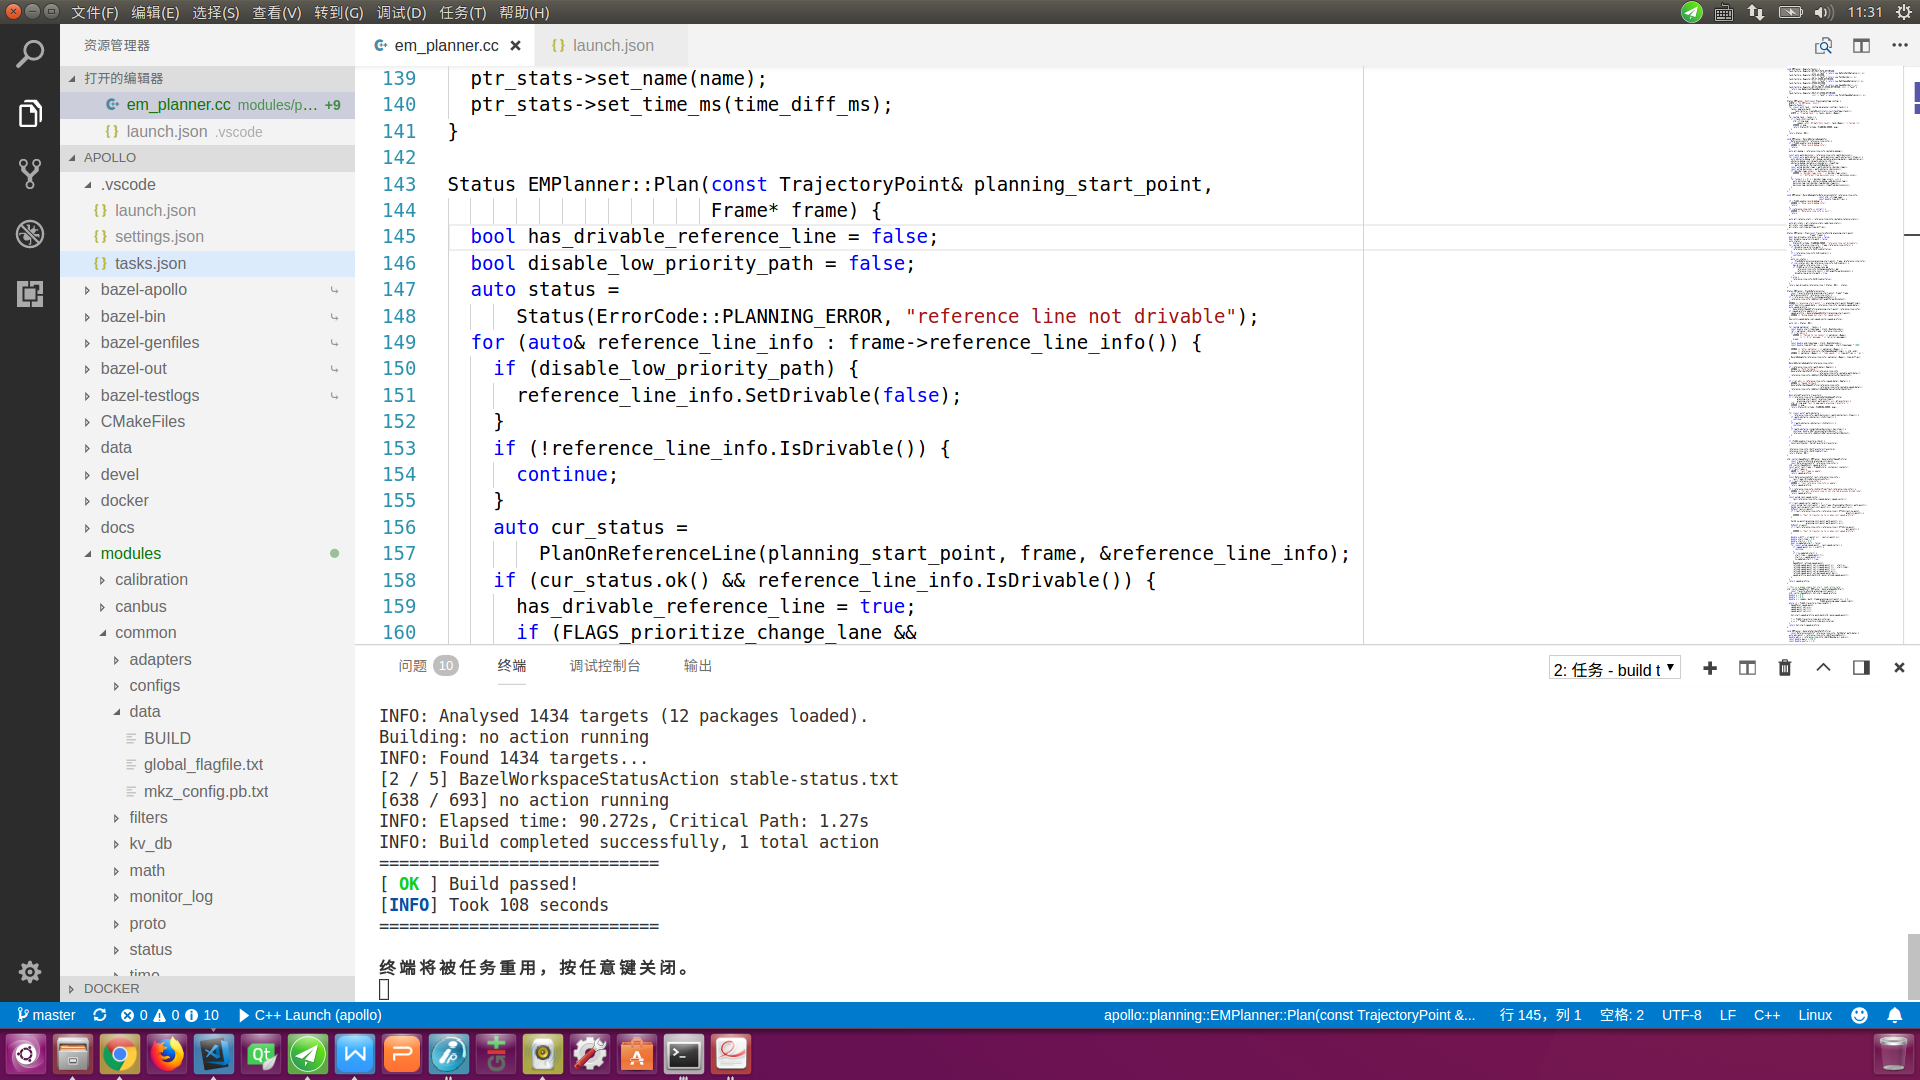 文件(F) 编辑(E) 选择(S) 查看(V) 转到(G) 调试(D) 任务(T) 帮助(H)
11:31
资源管理器
打开的编辑器
em_planner.cc modules/p... +9
launch.json .vscode
APOLLO
.vscode
launch.json
settings.json
tasks.json
bazel-apollo
bazel-bin
bazel-genfiles
bazel-out
bazel-testlogs
CMakeFiles
data
devel
docker
docs
modules
calibration
canbus
common
adapters
configs
data
BUILD
global_flagfile.txt
mkz_config.pb.txt
filters
kv_db
math
monitor_log
proto
status
time
DOCKER
em_planner.cc
launch.json
139 ptr_stats->set_name(name);
140 ptr_stats->set_time_ms(time_diff_ms);
141 }
142
143 Status EMPlanner::Plan(const TrajectoryPoint& planning_start_point,
144 Frame* frame) {
145 bool has_drivable_reference_line = false;
146 bool disable_low_priority_path = false;
147 auto status =
148 Status(ErrorCode::PLANNING_ERROR, "reference line not drivable");
149 for (auto& reference_line_info : frame->reference_line_info()) {
150 if (disable_low_priority_path) {
151 reference_line_info.SetDrivable(false);
152 }
153 if (!reference_line_info.IsDrivable()) {
154 continue;
155 }
156 auto cur_status =
157 PlanOnReferenceLine(planning_start_point, frame, &reference_line_info);
158 if (cur_status.ok() && reference_line_info.IsDrivable()) {
159 has_drivable_reference_line = true;
160 if (FLAGS_prioritize_change_lane &&
问题 10 终端 调试控制台 输出
2: 任务 - build t
INFO: Analysed 1434 targets (12 packages loaded).
Building: no action running
INFO: Found 1434 targets...
[2 / 5] BazelWorkspaceStatusAction stable-status.txt
[638 / 693] no action running
INFO: Elapsed time: 90.272s, Critical Path: 1.27s
INFO: Build completed successfully, 1 total action
============================
[ OK ] Build passed!
[INFO] Took 108 seconds
============================
终端将被任务重用，按任意键关闭。
master 0 0 10 C++ Launch (apollo)
apollo::planning::EMPlanner::Plan(const TrajectoryPoint &... 行 145，列 1 空格: 2 UTF-8 LF C++ Linux